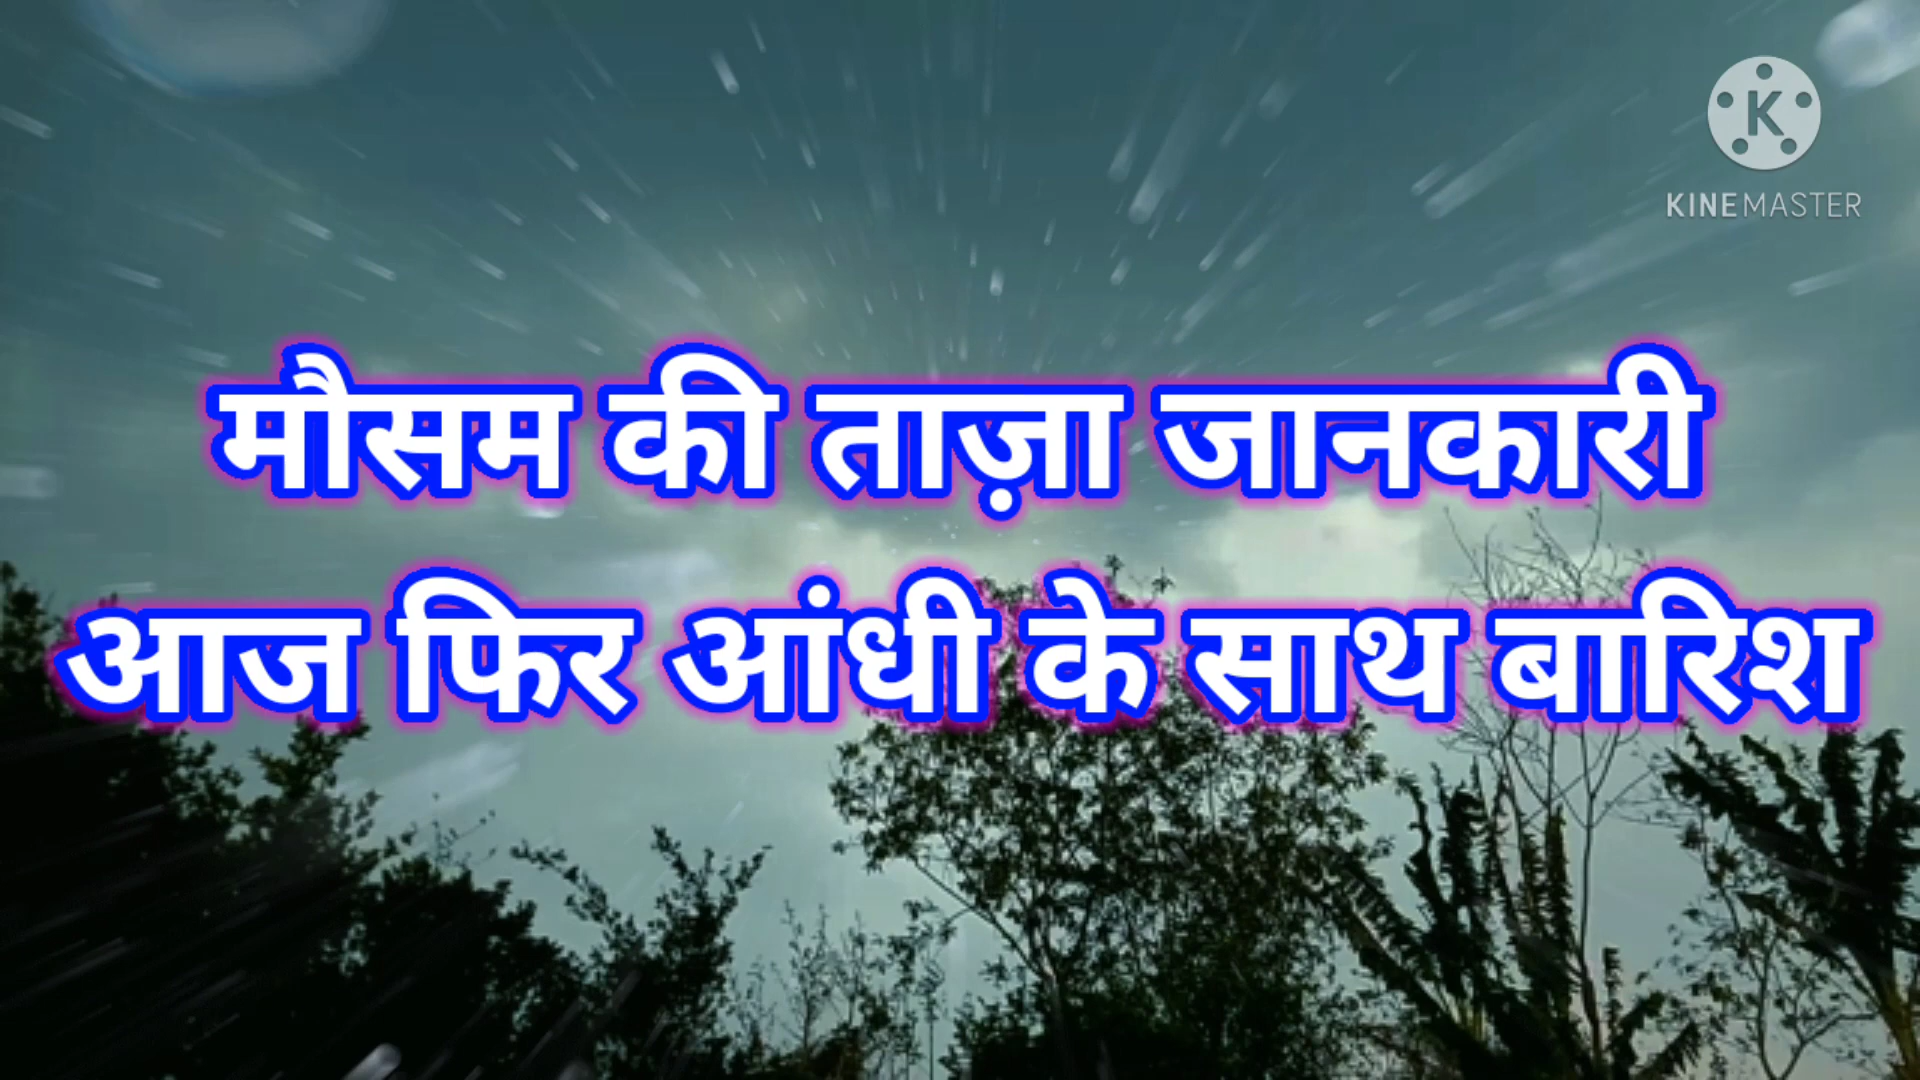 KINEMASTER
मौसम की ताज़ा जानकारी
आज फिर आंधी के साथ बारिश